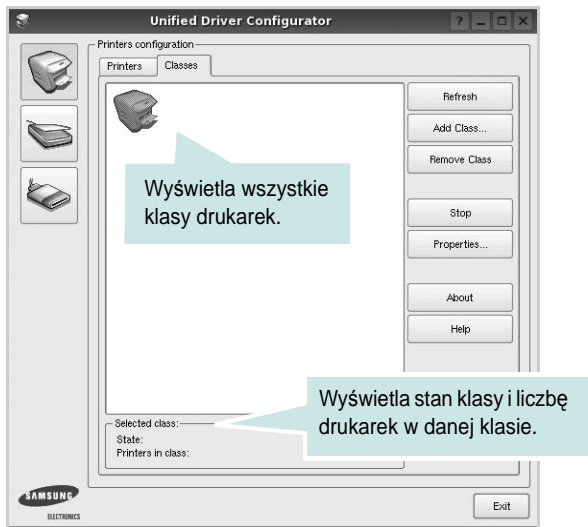 Unified Driver Configurator
Printers configuration
Printers Classes
Refresh
Add Class...
Remove Class
Wyświetla wszystkie
klasy drukarek.
Stop
Properties...
About
Help
Wyświetla stan klasy i liczbę
drukarek w danej klasie.
Selected class:
State:
Printers in class:
SAMSUNG
ELECTRONICS
Exit